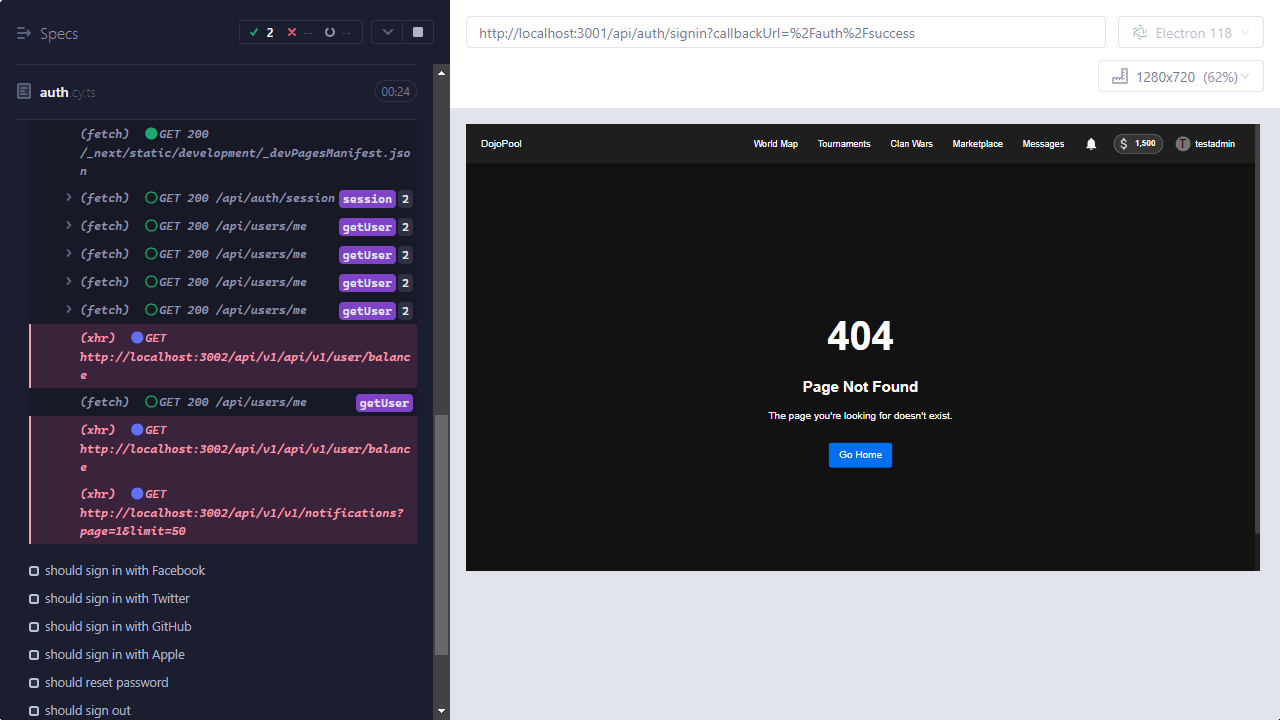 Specs
2 -- --
auth.cy.ts 00:24
(fetch) GET 200
/_next/static/development/_devPagesManifest.jso
n
(fetch) GET 200 /api/auth/session session 2
(fetch) GET 200 /api/users/me getUser 2
(fetch) GET 200 /api/users/me getUser 2
(fetch) GET 200 /api/users/me getUser 2
(fetch) GET 200 /api/users/me getUser 2
(xhr) GET
http://localhost:3002/api/v1/api/v1/user/balanc
e
(fetch) GET 200 /api/users/me getUser
(xhr) GET
http://localhost:3002/api/v1/api/v1/user/balanc
e
(xhr) GET
http://localhost:3002/api/v1/v1/notifications?
page=1&limit=50
should sign in with Facebook
should sign in with Twitter
should sign in with GitHub
should sign in with Apple
should reset password
should sign out
http://localhost:3001/api/auth/signin?callbackUrl=%2Fauth%2Fsuccess
Electron 118
1280x720 (62%)
DojoPool World Map Tournaments Clan Wars Marketplace Messages $ 1,500 T testadmin
404
Page Not Found
The page you're looking for doesn't exist.
Go Home